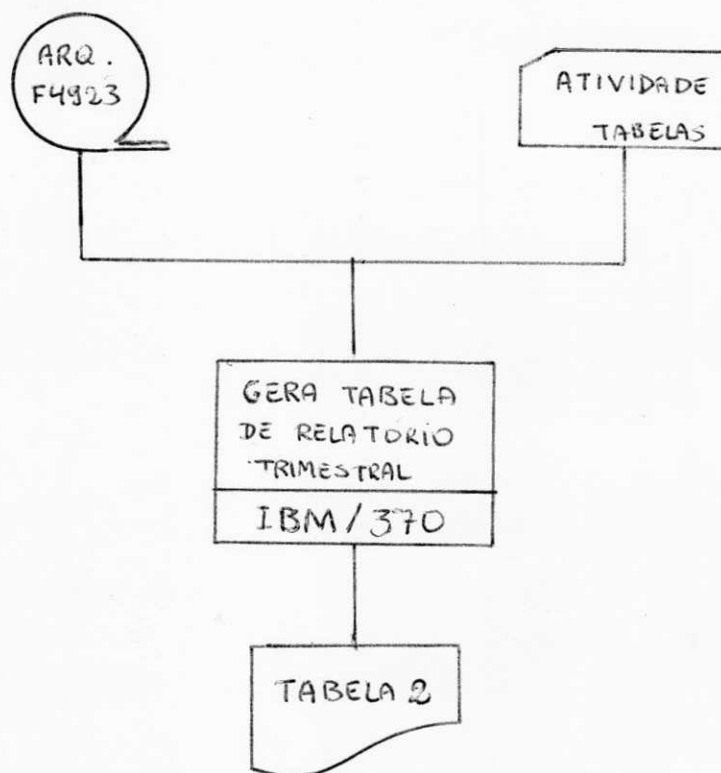 ARQ.
F4923
ATIVIDADE
TABELAS
GERA TABELA
DE RELATORIO
TRIMESTRAL
IBM/370
TABELA 2